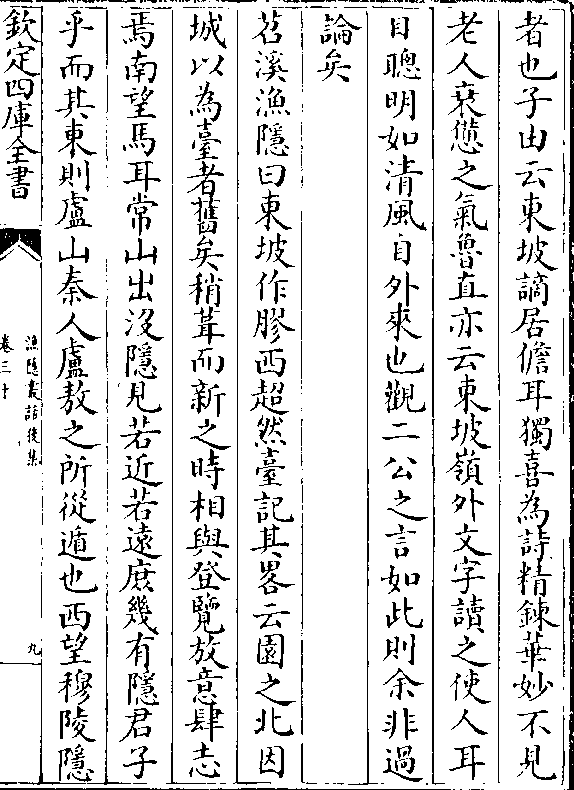 者也子由云東坡謫居儋耳獨喜為詩精鍊華妙不見
老人衰憊之氣魯直亦云東坡嶺外文字讀之使人耳
目聰明如清風自外來也觀二公之言如此則余非過
論矣
苕溪漁隱曰東坡作膠西超然臺記其畧云園之北因
城以為臺者舊矣稍葺而新之時相與登覽放意肆志
焉南望馬耳常山出沒隱見若近若遠庶幾有隱君子
乎而其東則盧山秦人盧敖之所從遁也西望穆陵隱
欽定四庫全書
漁隱叢話後集
卷三十
九